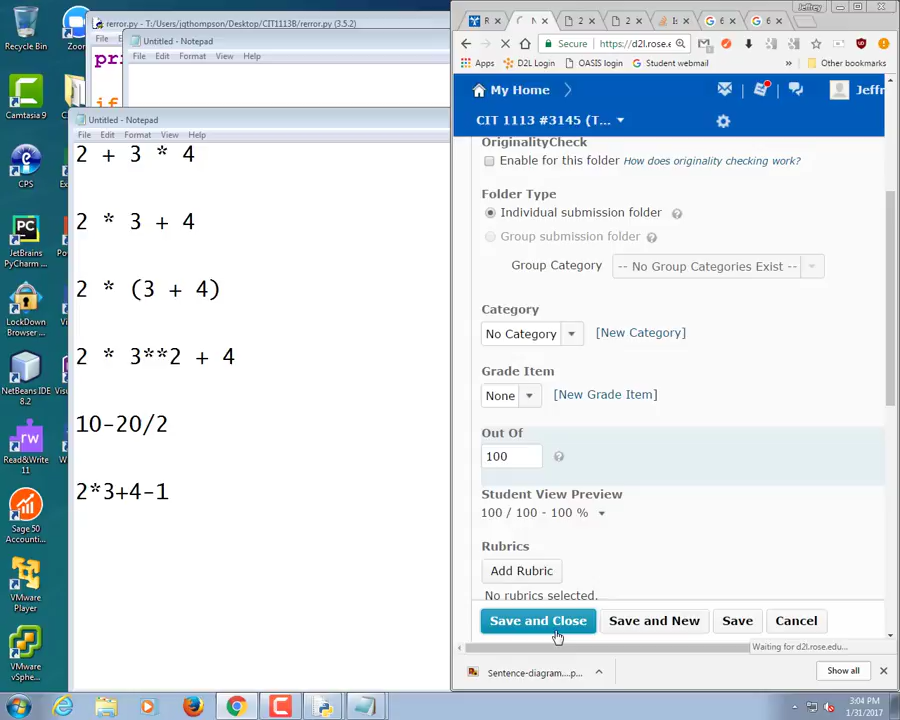 Recycle Bin
Zoom
rerror.py - T:/Users/jqthompson/Desktop/CIT1113B/rerror.py (3.5.2)
File
Untitled - Notepad
File Edit Format View Help
Untitled - Notepad
File Edit Format View Help
2 + 3 * 4
2 * 3 + 4
2 * (3 + 4)
2 * 3**2 + 4
10-20/2
2*3+4-1
Camtasia 9
CPS
JetBrains
PyCharm ...
LockDown
Browser ...
NetBeans IDE
8.2
Read&Write
11
Sage 50
Accounti...
VMware
Player
VMware
vSphe...
Jeffrey
Secure https://d2l.rose.e
Apps D2L Login OASIS login Student webmail » Other bookmarks
My Home Jeffr
CIT 1113 #3145 (T...
OriginalityCheck
Enable for this folder How does originality checking work?
Folder Type
Individual submission folder
Group submission folder
Group Category -- No Group Categories Exist --
Category
No Category [New Category]
Grade Item
None [New Grade Item]
Out Of
100
Student View Preview
100 / 100 - 100 %
Rubrics
Add Rubric
No rubrics selected.
Save and Close Save and New Save Cancel
Waiting for d2l.rose.edu...
Sentence-diagram....p... Show all
3:04 PM
1/31/2017